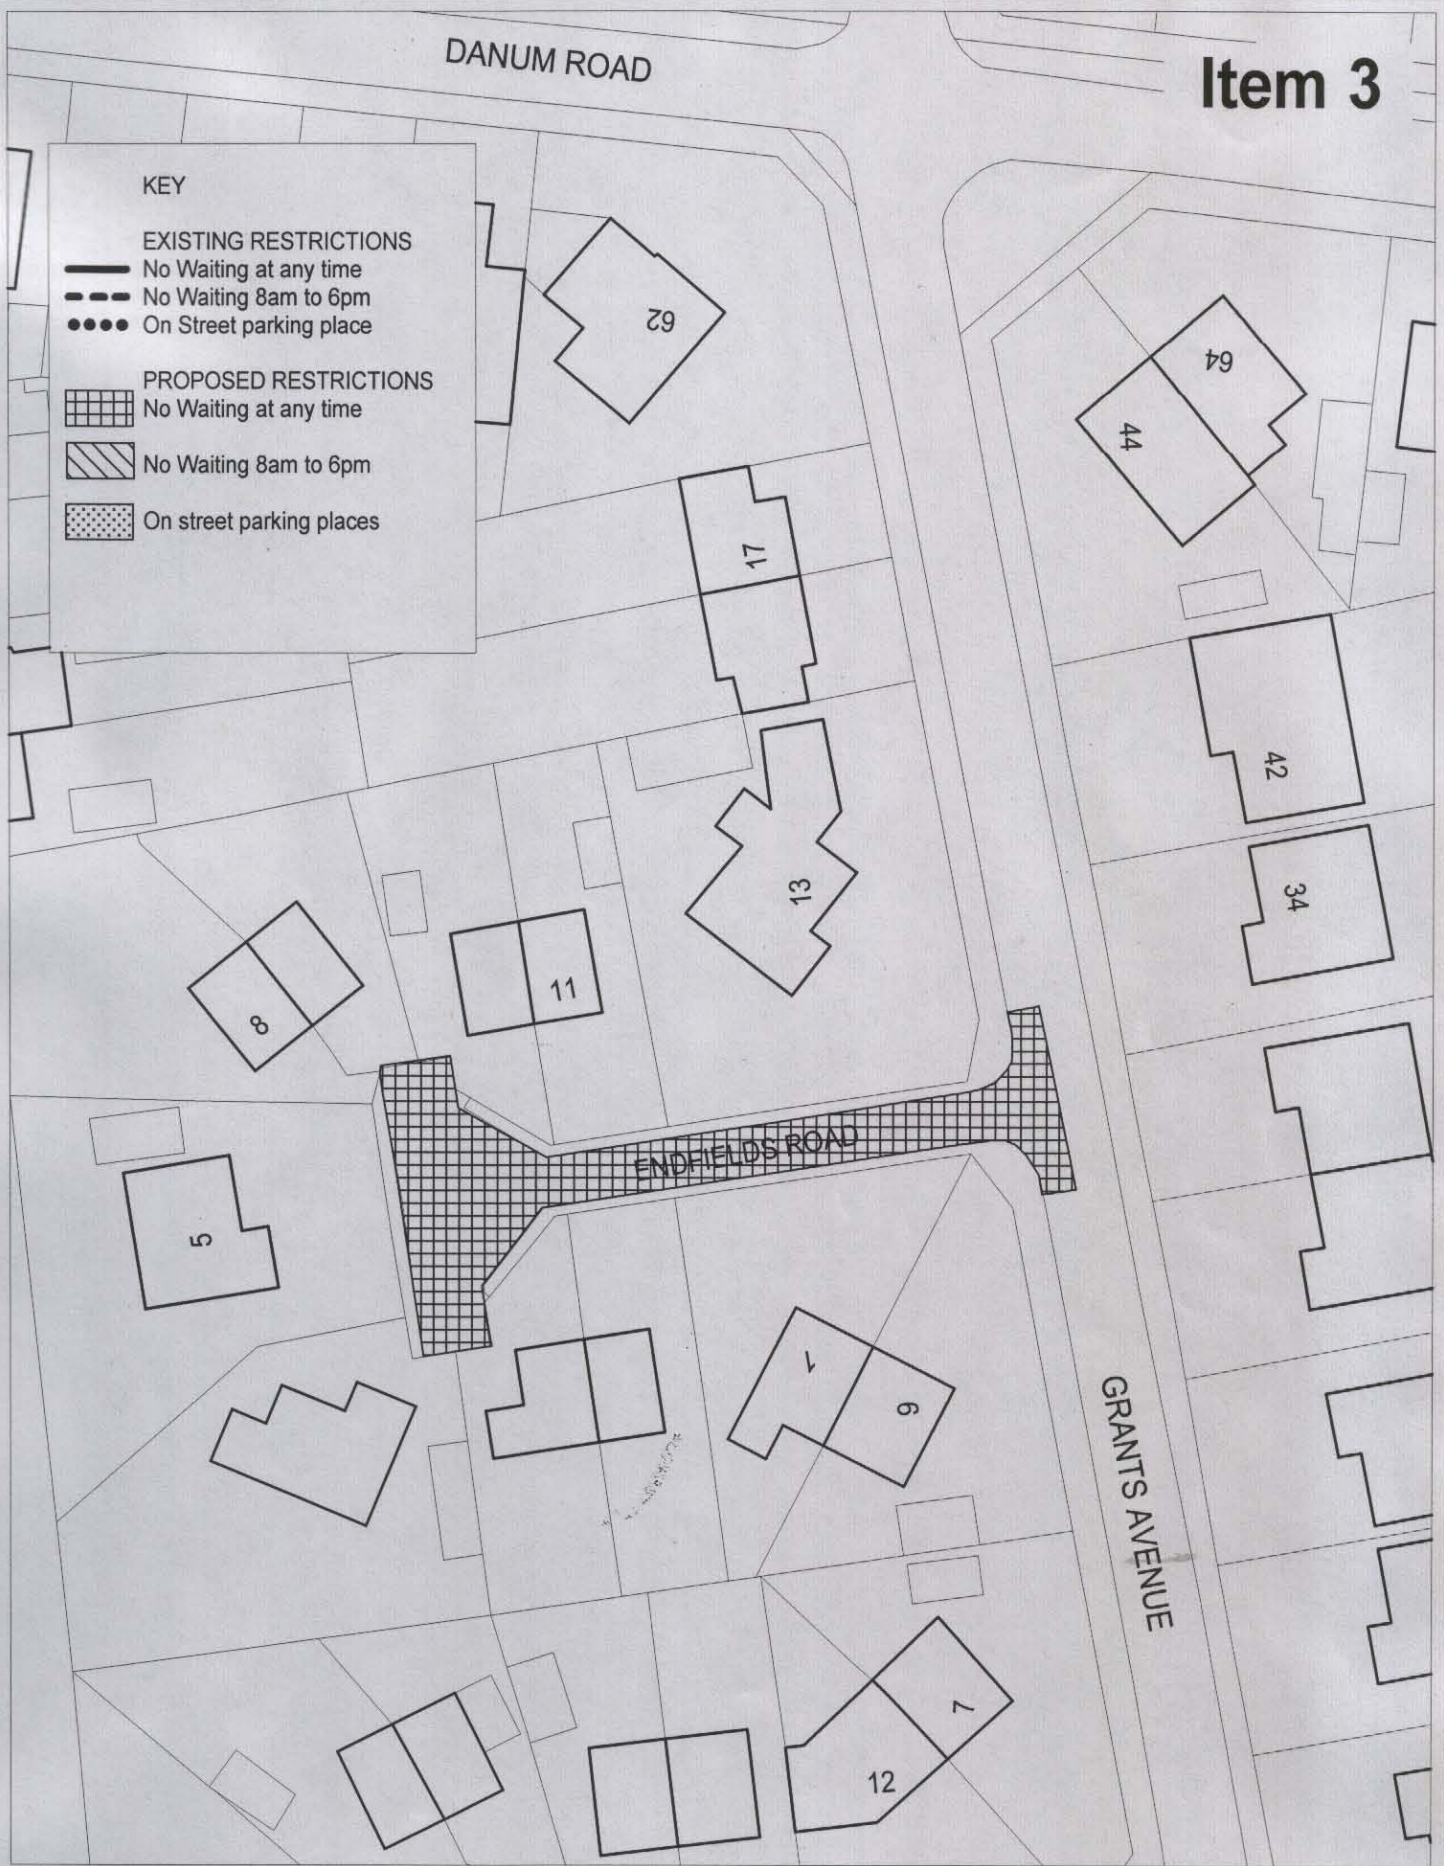 DANUM ROAD
Item 3
KEY
EXISTING RESTRICTIONS
No Waiting at any time
No Waiting 8am to 6pm
On Street parking place
PROPOSED RESTRICTIONS
No Waiting at any time
No Waiting 8am to 6pm
On street parking places
62
64
44
17
42
34
13
11
8
ENDFIELDS ROAD
5
1
9
GRANTS AVENUE
7
12